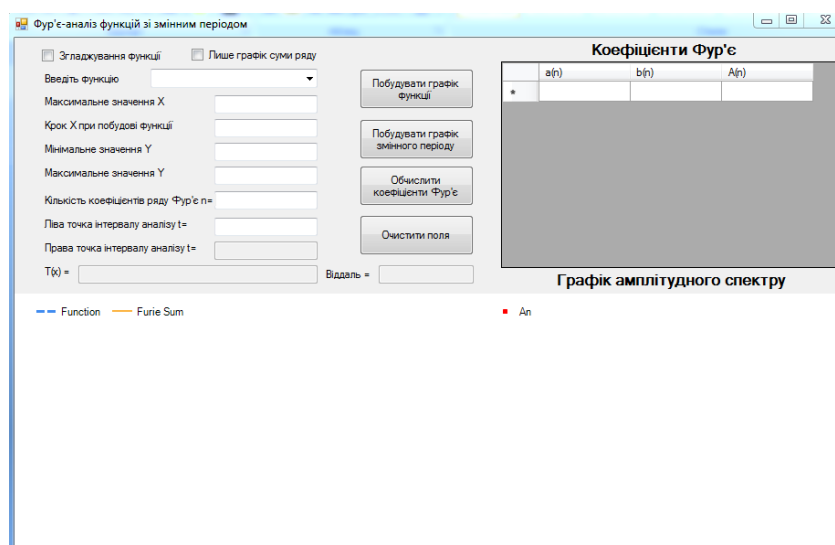 Фур'є-аналіз функцій зі змінним періодом
Згладжування функції
Лише графік суми ряду
Введіть функцію
Максимальне значення X
Крок X при побудові функції
Мінімальне значення Y
Максимальне значення Y
Кількість коефіцієнтів ряду Фур'є n=
Ліва точка інтервалу аналізу t=
Права точка інтервалу аналізу t=
T(x) =
Віддаль =
Побудувати графік
функції
Побудувати графік
змінного періоду
Обчислити
коефіцієнти Фур'є
Очистити поля
Коефіцієнти Фур'є
a(n) b(n) A(n)
Графік амплітудного спектру
Function
Furie Sum
An